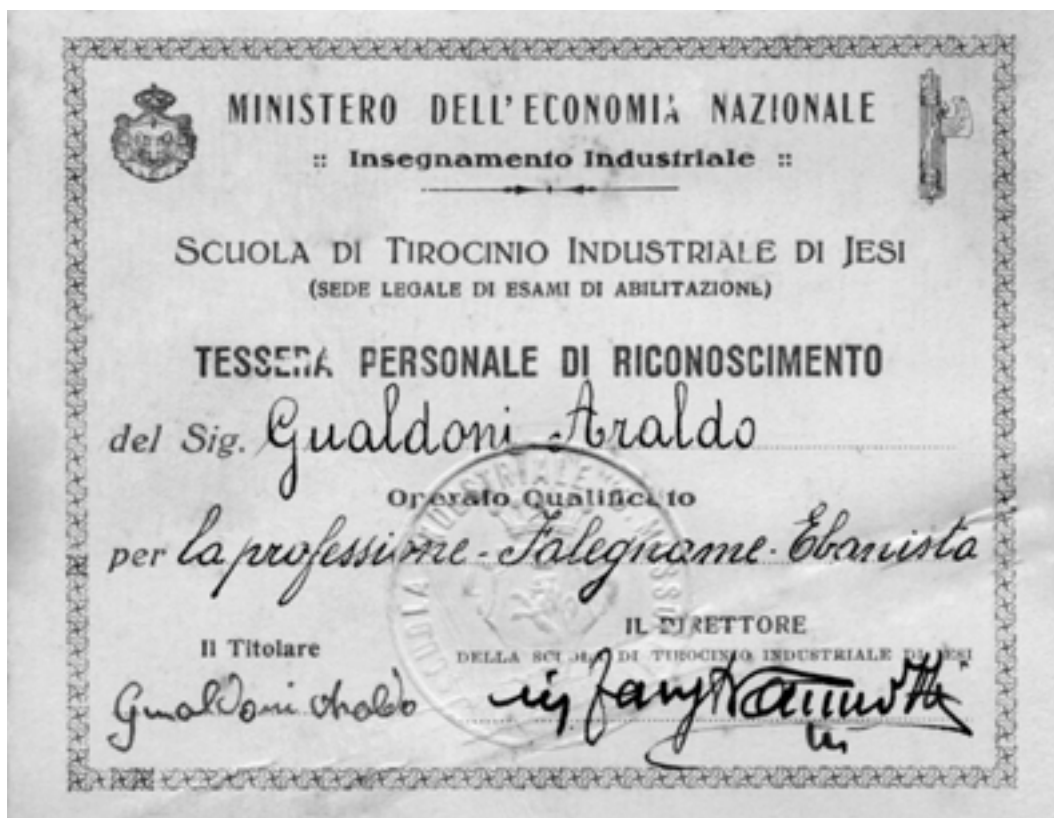 MINISTERO DELL'ECONOMIA NAZIONALE
:: Insegnamento Industriale ::
SCUOLA DI TIROCINIO INDUSTRIALE DI JESI
(SEDE LEGALE DI ESAMI DI ABILITAZIONE)
TESSERA PERSONALE DI RICONOSCIMENTO
del Sig. Gualdoni Araldo
Operaio Qualificato
per la professione - Falegname - Ebanista
Il Titolare
IL DIRETTORE
DELLA SCUOLA DI TIROCINIO INDUSTRIALE DI JESI
Gualdoni Araldo
SCUOLA INDUSTRIALE